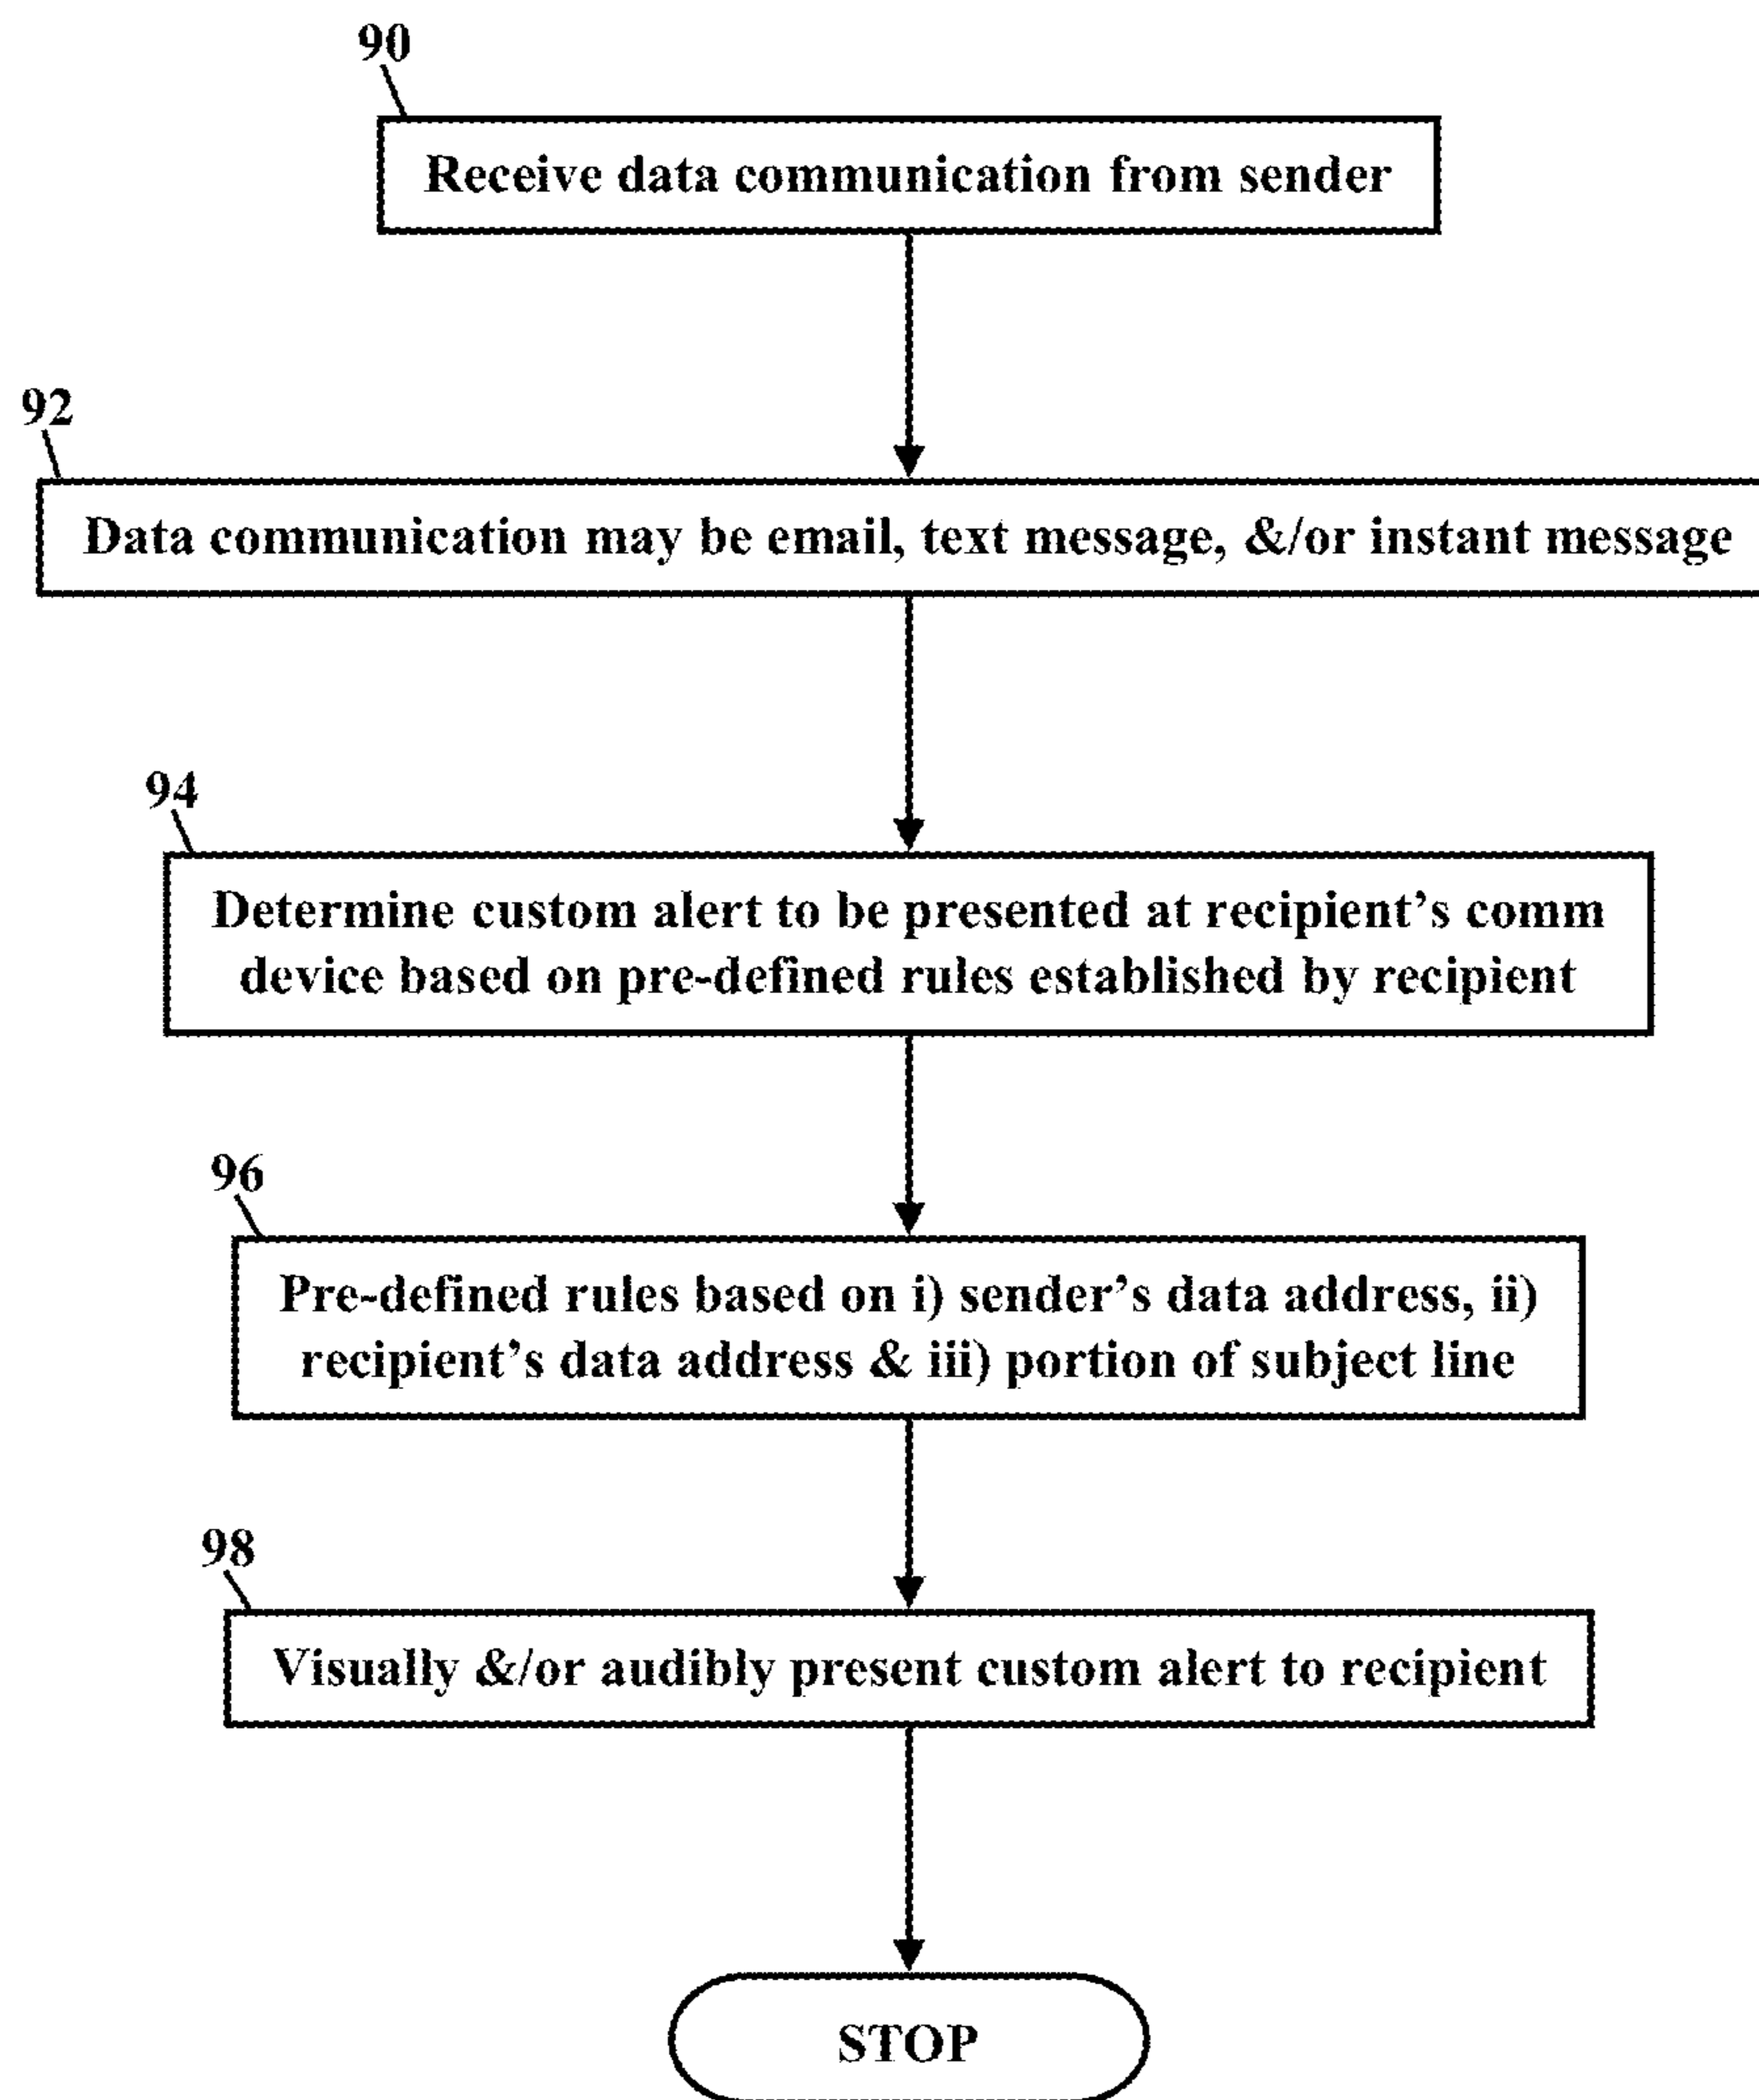 90
Receive data communication from sender
92
Data communication may be email, text message, &/or instant message
94
Determine custom alert to be presented at recipient's comm
device based on pre-defined rules established by recipient
96
Pre-defined rules based on i) sender's data address, ii)
recipient's data address & iii) portion of subject line
98
Visually &/or audibly present custom alert to recipient
STOP